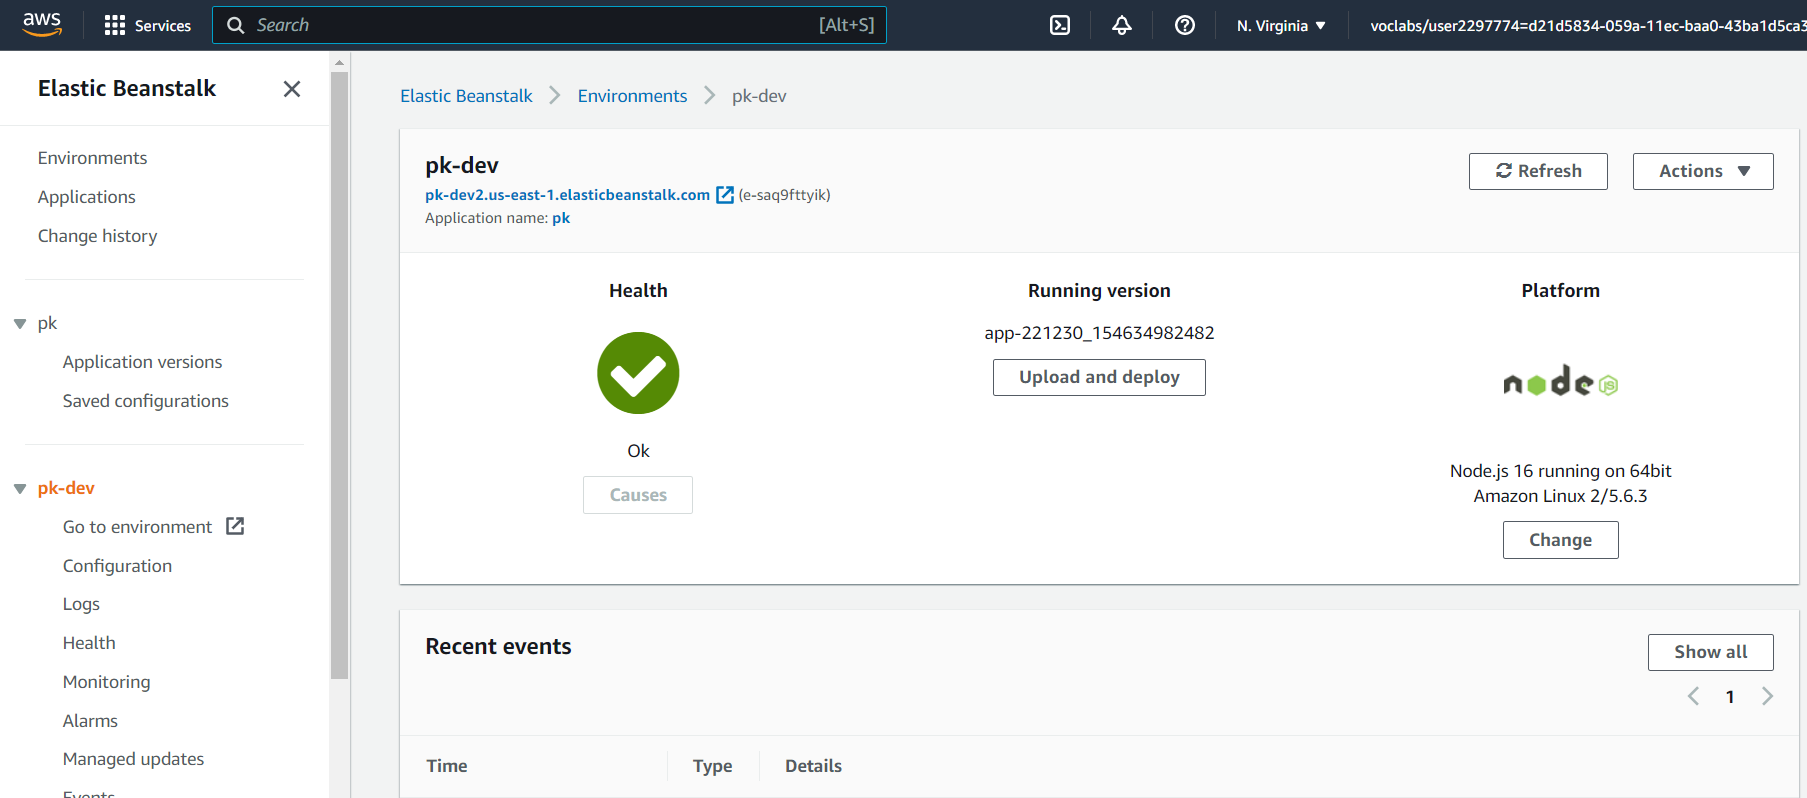 aws Services Search [Alt+S] N. Virginia voclabs/user2297774=d21d5834-059a-11ec-baa0-43ba1d5ca3
Elastic Beanstalk
Environments
Applications
Change history
pk
Application versions
Saved configurations
pk-dev
Go to environment
Configuration
Logs
Health
Monitoring
Alarms
Managed updates
Events
Elastic Beanstalk Environments pk-dev
pk-dev
pk-dev2.us-east-1.elasticbeanstalk.com (e-saq9fttyik)
Application name: pk
Refresh Actions
Health
Ok
Causes
Running version
app-221230_154634982482
Upload and deploy
Platform
node JS
Node.js 16 running on 64bit
Amazon Linux 2/5.6.3
Change
Recent events
Show all
1
Time Type Details